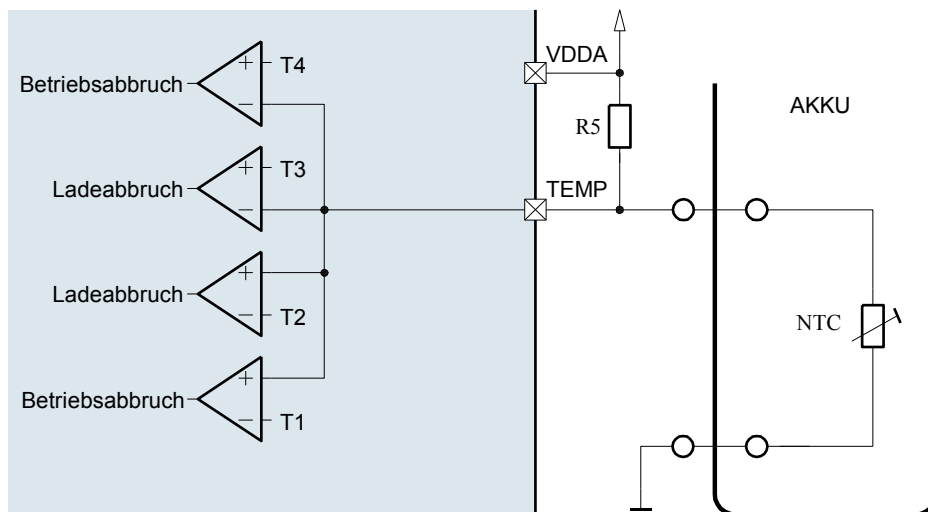 VDDA
T4
Betriebsabbruch
AKKU
R5
T3
Ladeabbruch
TEMP
Ladeabbruch
T2
NTC
Betriebsabbruch
T1